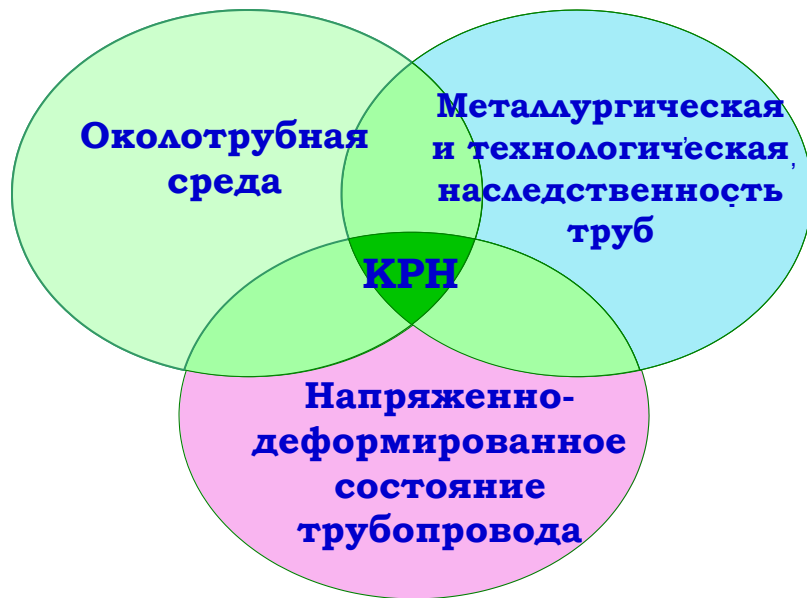 Околотрубная
среда
Металлургическая
и технологическая,
наследственность
труб
КРН
Напряженно-
деформированное
состояние
трубопровода